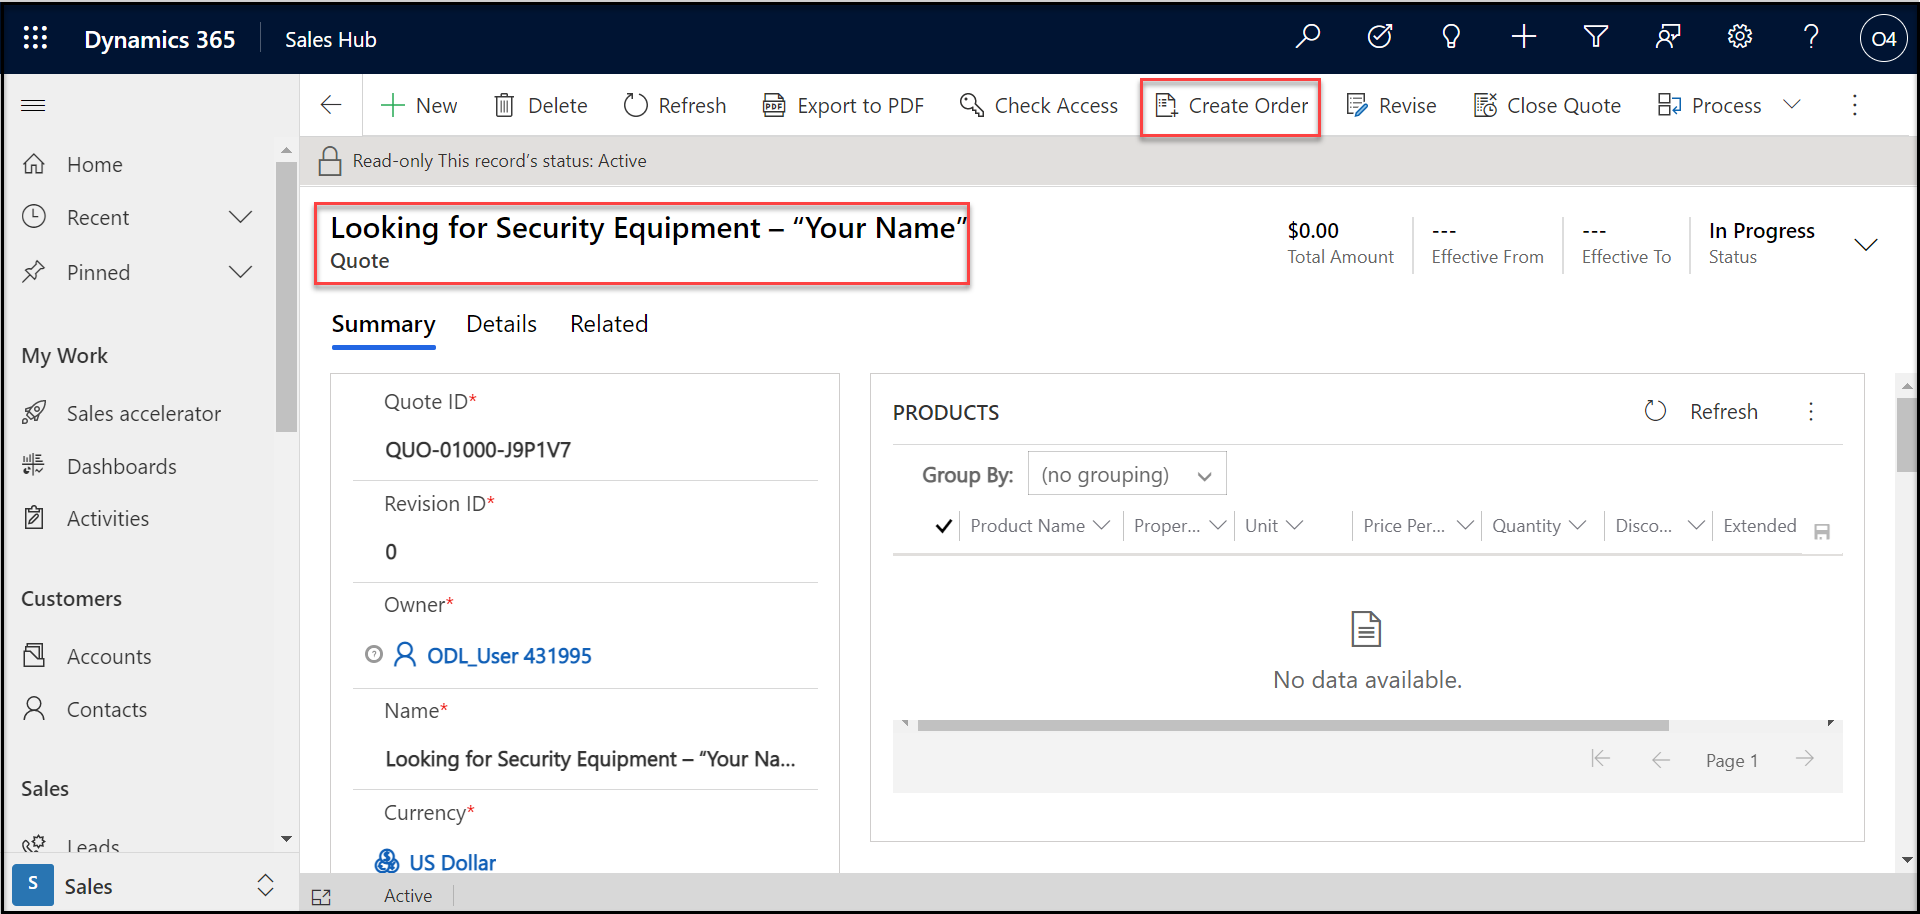 Dynamics 365
Sales Hub
O4
New
Delete
Refresh
PDF
Export to PDF
Check Access
Create Order
Revise
Close Quote
Process
Home
Recent
Pinned
My Work
Sales accelerator
Dashboards
Activities
Customers
Accounts
Contacts
Sales
Leads
S
Sales
Read-only This record’s status: Active
Looking for Security Equipment – “Your Name”
Quote
$0.00
Total Amount
---
Effective From
---
Effective To
In Progress
Status
Summary
Details
Related
Quote ID*
QUO-01000-J9P1V7
Revision ID*
0
Owner*
ODL_User 431995
Name*
Looking for Security Equipment – “Your Na...
Currency*
US Dollar
PRODUCTS
Refresh
Group By:
(no grouping)
Product Name
Proper...
Unit
Price Per...
Quantity
Disco...
Extended
No data available.
Page 1
Active